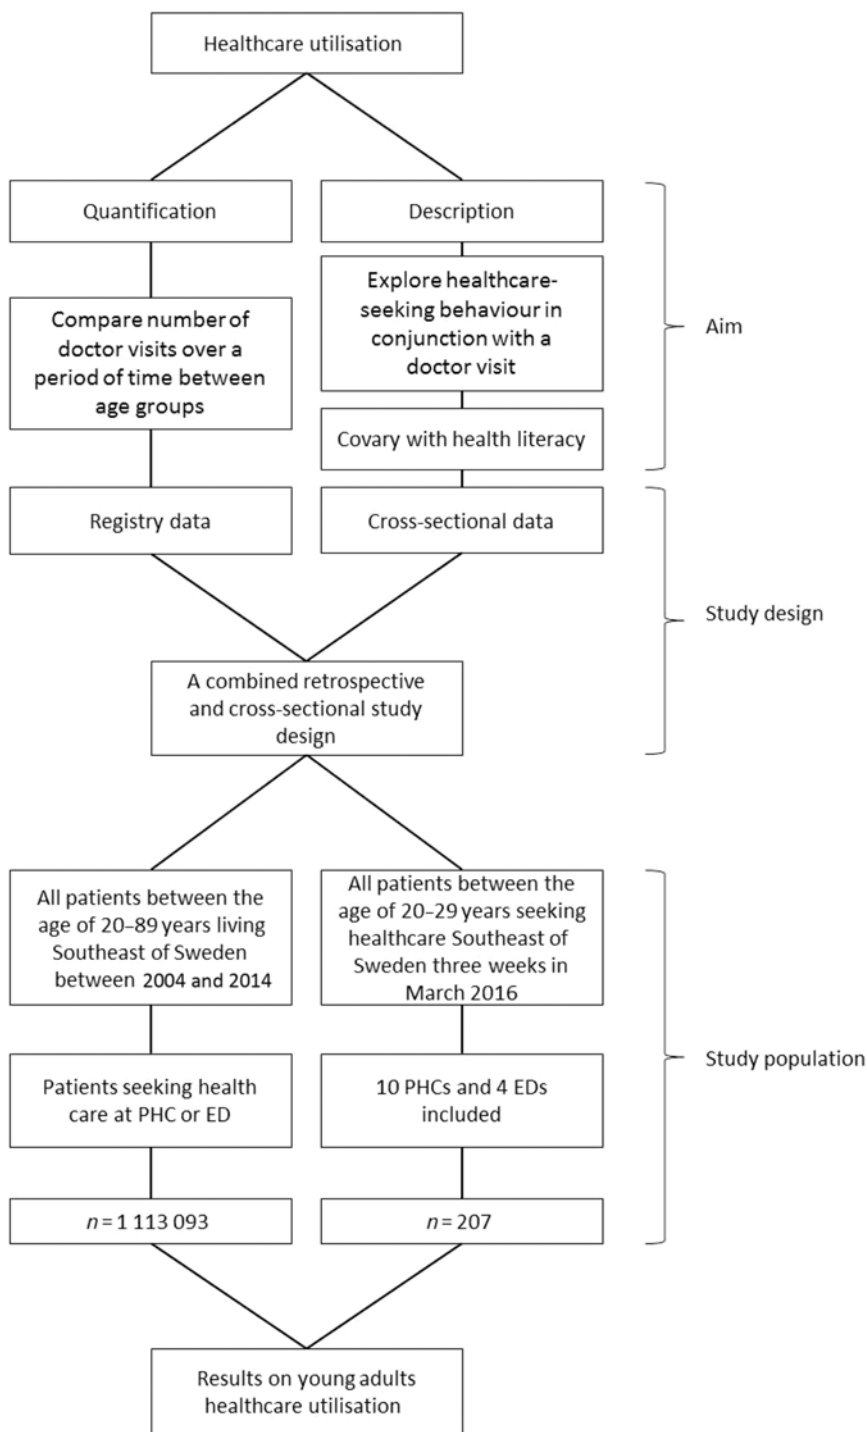 Healthcare utilisation
Quantification
Description
Compare number of
doctor visits over a
period of time between
age groups
Explore healthcare-
seeking behaviour in
conjunction with a
doctor visit
Covary with health literacy
Aim
Registry data
Cross-sectional data
A combined retrospective
and cross-sectional study
design
Study design
All patients between the
age of 20–89 years living
Southeast of Sweden
between 2004 and 2014
All patients between the
age of 20–29 years seeking
healthcare Southeast of
Sweden three weeks in
March 2016
Patients seeking health
care at PHC or ED
10 PHCs and 4 EDs
included
Study population
n = 1 113 093
n = 207
Results on young adults
healthcare utilisation